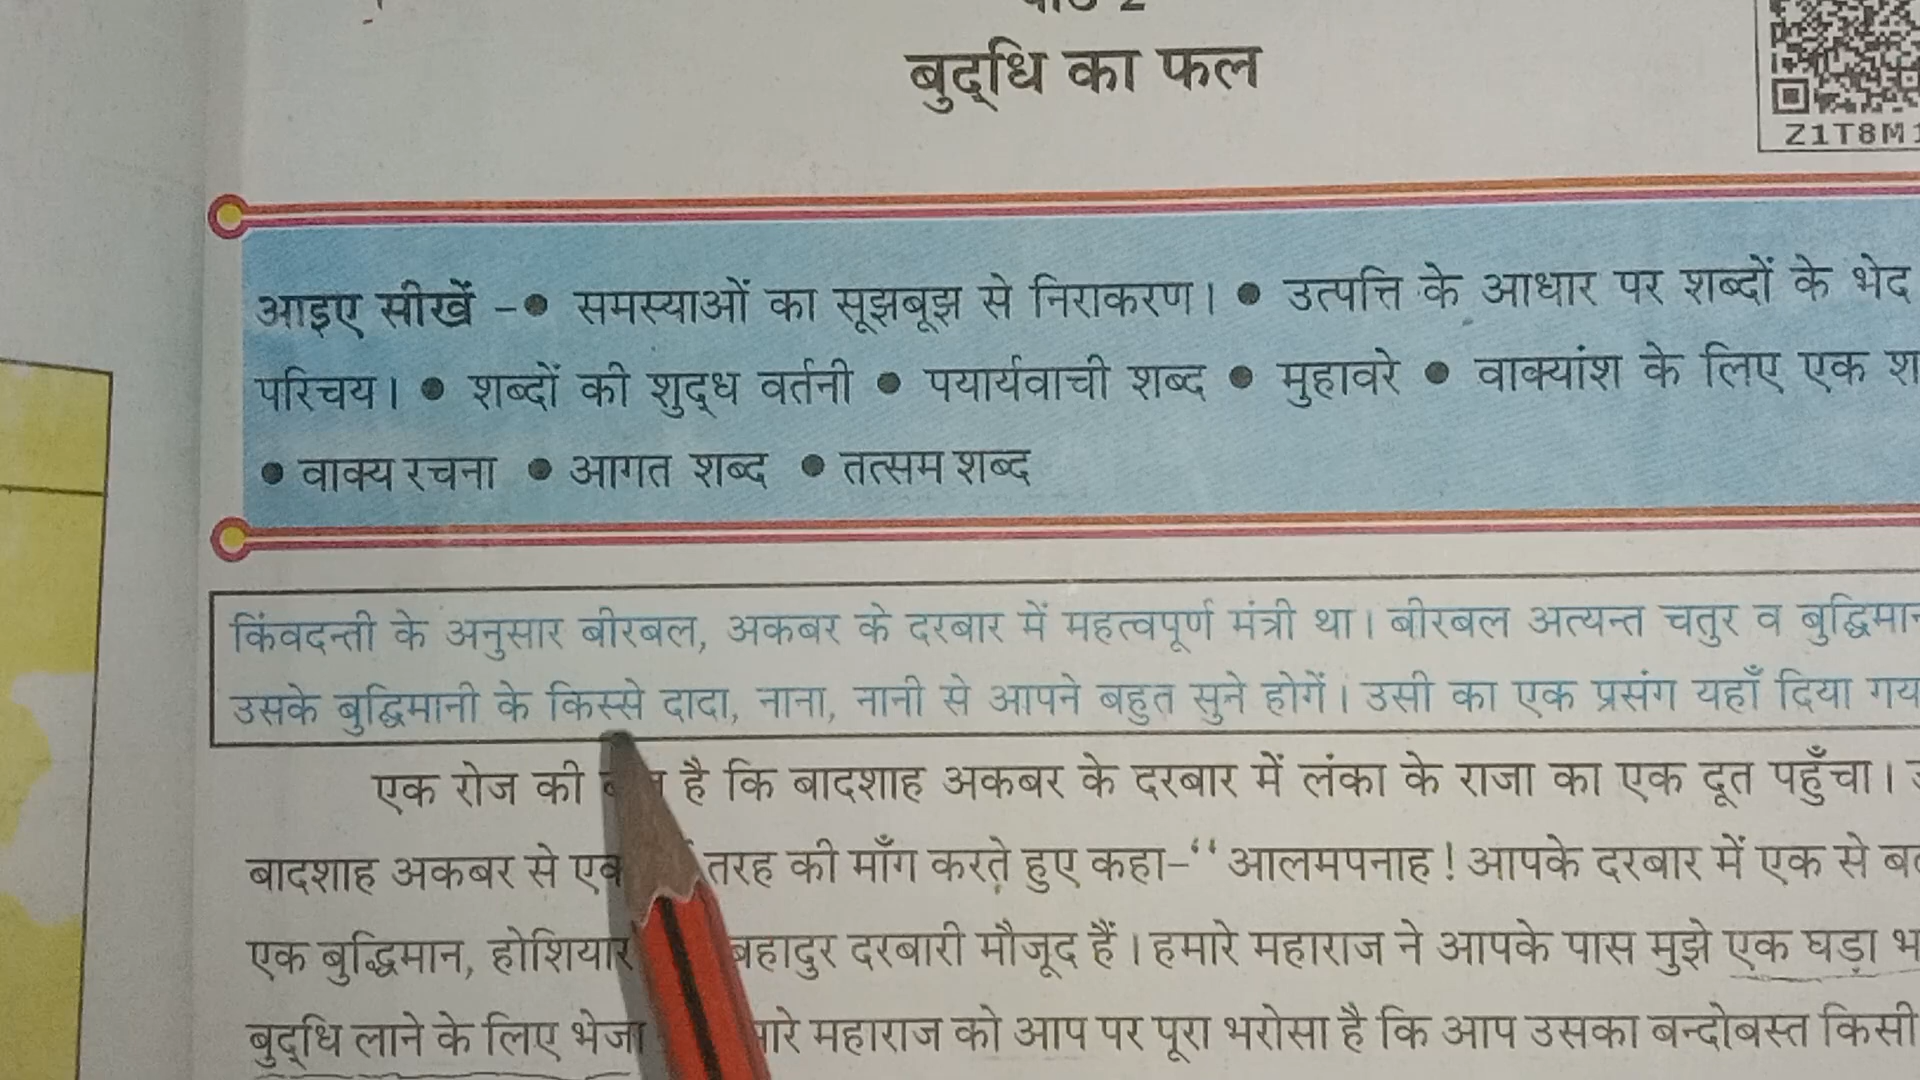 पाठ 2
बुद्धि का फल
Z1T8M
आइए सीखें -● समस्याओं का सूझबूझ से निराकरण। ● उत्पत्ति के आधार पर शब्दों के भेद
परिचय। ● शब्दों की शुद्ध वर्तनी ● पयार्यवाची शब्द ● मुहावरे ● वाक्यांश के लिए एक
● वाक्य रचना ● आगत शब्द ● तत्सम शब्द
किंवदन्ती के अनुसार बीरबल, अकबर के दरबार में महत्वपूर्ण मंत्री था। बीरबल अत्यन्त चतुर व
उसके बुद्धिमानी के किस्से दादा, नाना, नानी से आपने बहुत सुने होगें। उसी का एक प्रसंग यहाँ दिया
एक रोज की है कि बादशाह अकबर के दरबार में लंका के राजा का एक दूत पहुँचा।
बादशाह अकबर से तरह की माँग करते हुए कहा-“ आलमपनाह ! आपके दरबार में एक से
एक बुद्धिमान, होशियार बहादुर दरबारी मौजूद हैं। हमारे महाराज ने आपके पास मुझे एक घड़ा
बुद्धि लाने के लिए भेजा महाराज को आप पर पूरा भरोसा है कि आप उसका बन्दोबस्त किसी